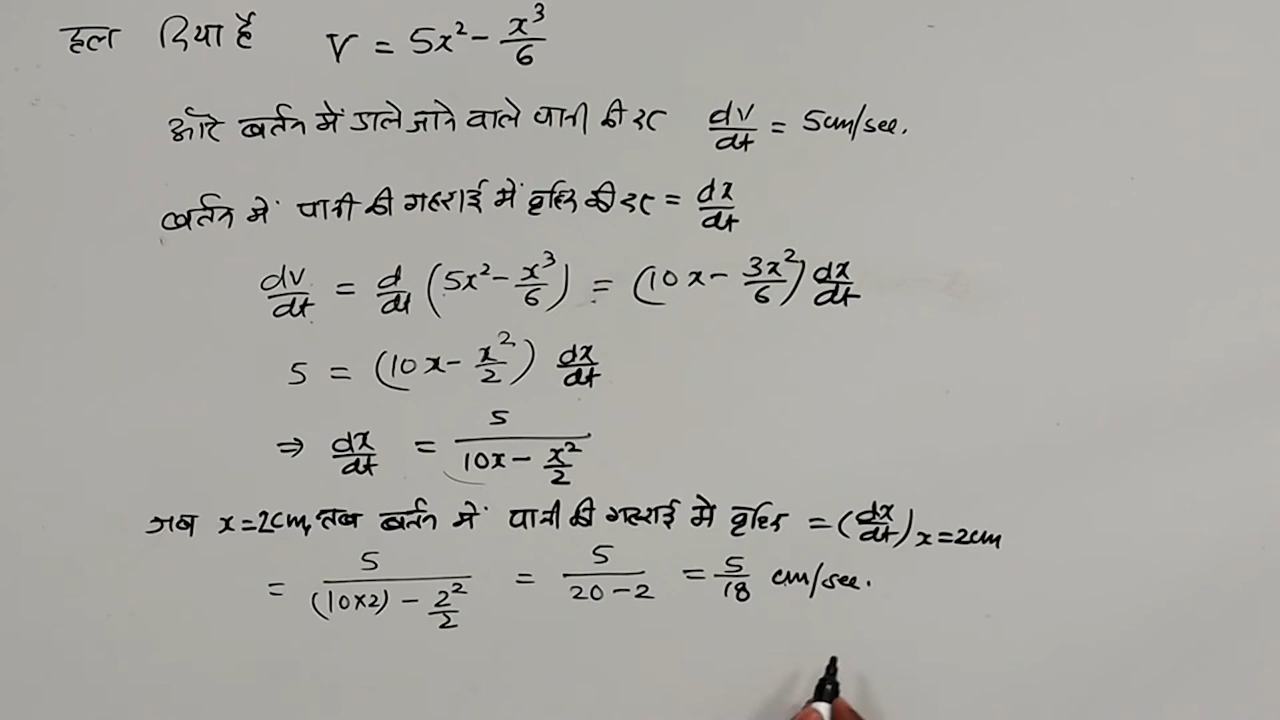 हल दिया है V = 5x² - x³/6
और बर्तन में डाले जाने वाले पानी की दर dv/dt = 5cm/sec.
बर्तन में पानी की गहराई में वृद्धि की दर = dx/dt
dv/dt = d/dt (5x² - x³/6) = (10x - 3x²/6) dx/dt
5 = (10x - x²/2) dx/dt
⇒ dx/dt = 5/(10x - x²/2)
जब x=2cm, तब बर्तन में पानी की गहराई में वृद्धि = (dx/dt)x=2cm
= 5/((10×2) - 2²/2) = 5/(20-2) = 5/18 cm/sec.